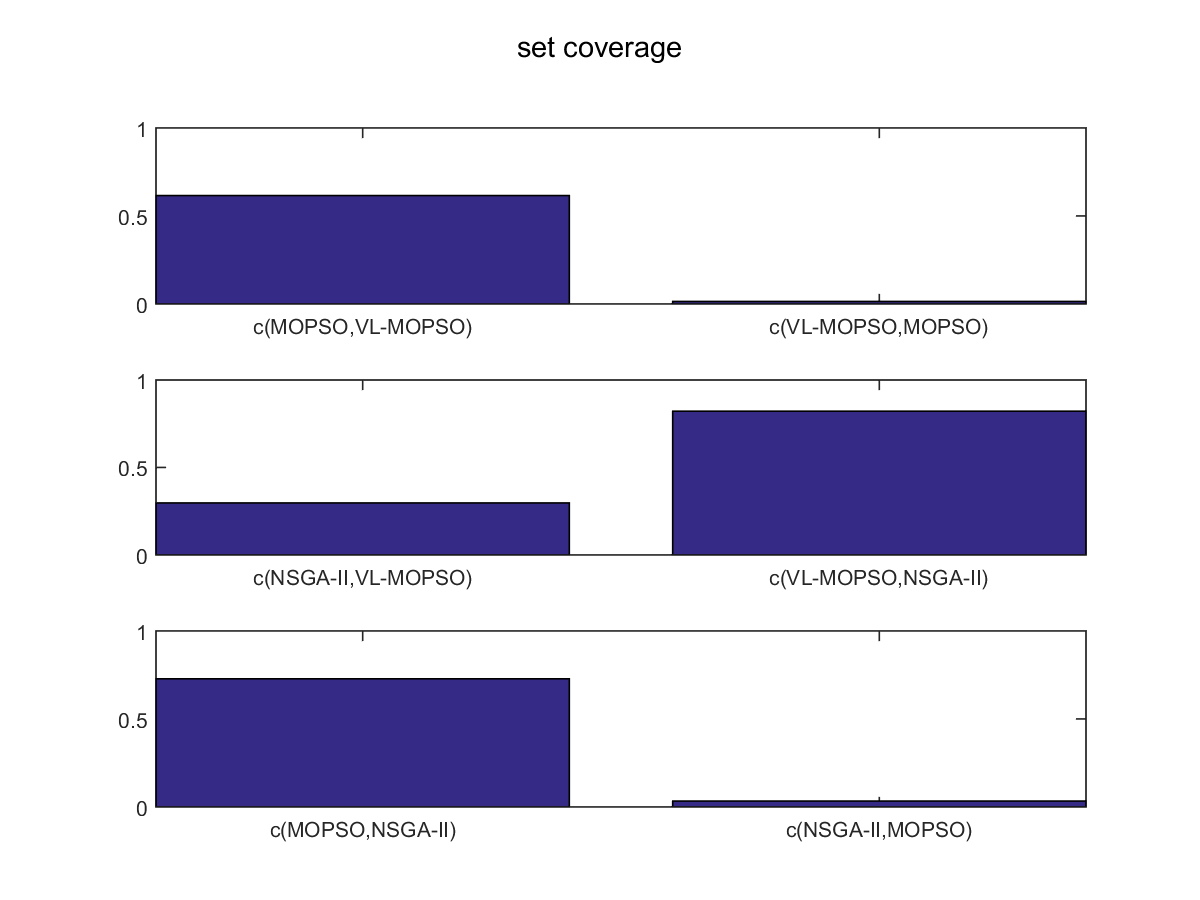 set coverage
1
0.5
0
c(MOPSO,VL-MOPSO) c(VL-MOPSO,MOPSO)
1
0.5
0
c(NSGA-II,VL-MOPSO) c(VL-MOPSO,NSGA-II)
1
0.5
0
c(MOPSO,NSGA-II) c(NSGA-II,MOPSO)